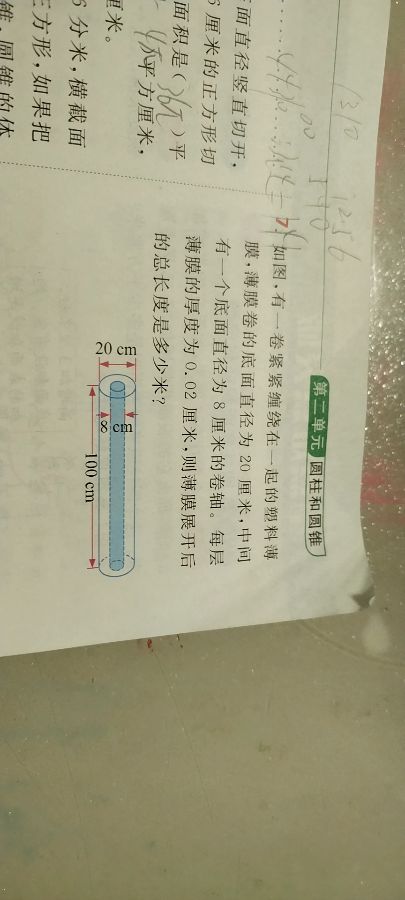 第二单元 圆柱和圆锥
7. 如图，有一卷紧紧缠绕在一起的塑料薄
膜，薄膜卷的底面直径为 20 厘米，中间
有一个底面直径为 8 厘米的卷轴。每层
薄膜的厚度为 0.02 厘米，则薄膜展开后
的总长度是多少米？
20 cm
8 cm
100 cm
面直径竖直切开，
6 厘米的正方形切
面积是（36π）平
平方厘米，
厘米。
6 分米，横截面
方形，如果把
锥，圆锥的体
1256